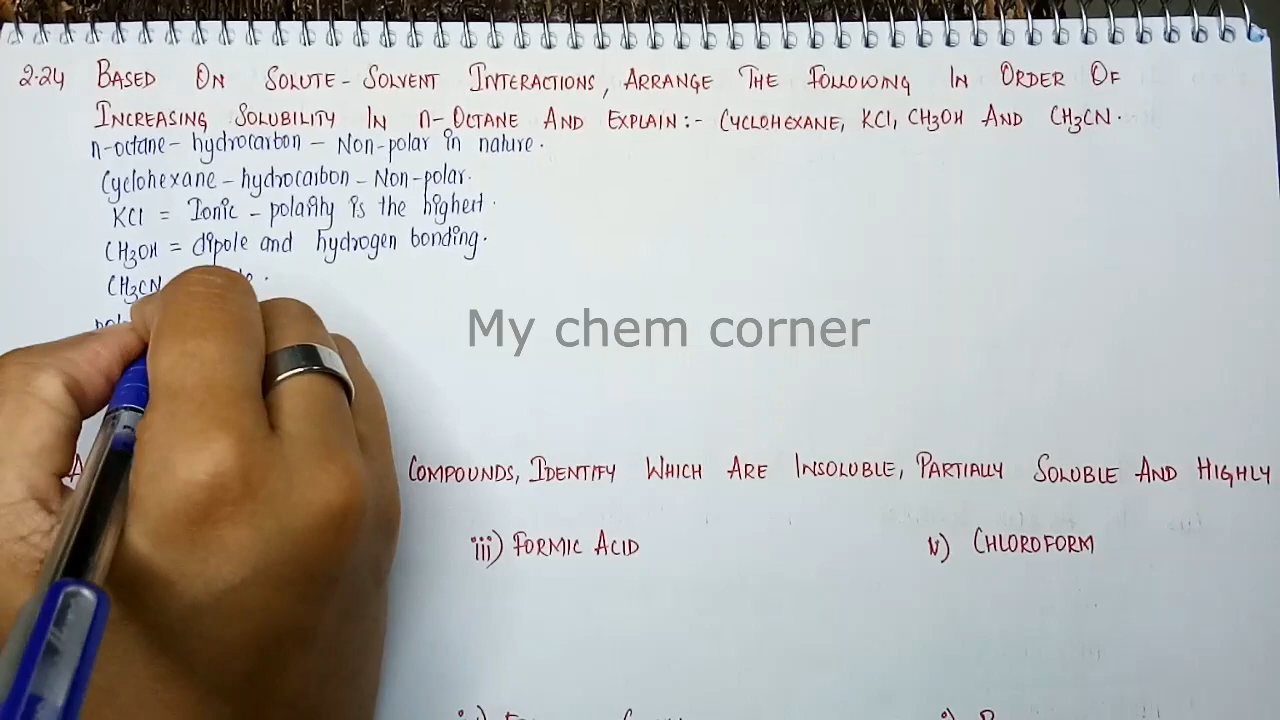 2.24 BASED ON SOLUTE-SOLVENT INTERACTIONS, ARRANGE THE FOLLOWING IN ORDER OF
INCREASING SOLUBILITY IN n-OCTANE AND EXPLAIN:- CYCLOHEXANE, KCl, CH3OH AND CH3CN.
n-octane - hydrocarbon - Non-polar in nature.
Cyclohexane - hydrocarbon - Non-polar.
KCl = Ionic - polarity is the highest.
CH3OH = dipole and hydrogen bonding.
CH3CN
My chem corner
COMPOUNDS, IDENTIFY WHICH ARE INSOLUBLE, PARTIALLY SOLUBLE AND HIGHLY
iii) FORMIC ACID
v) CHLOROFORM